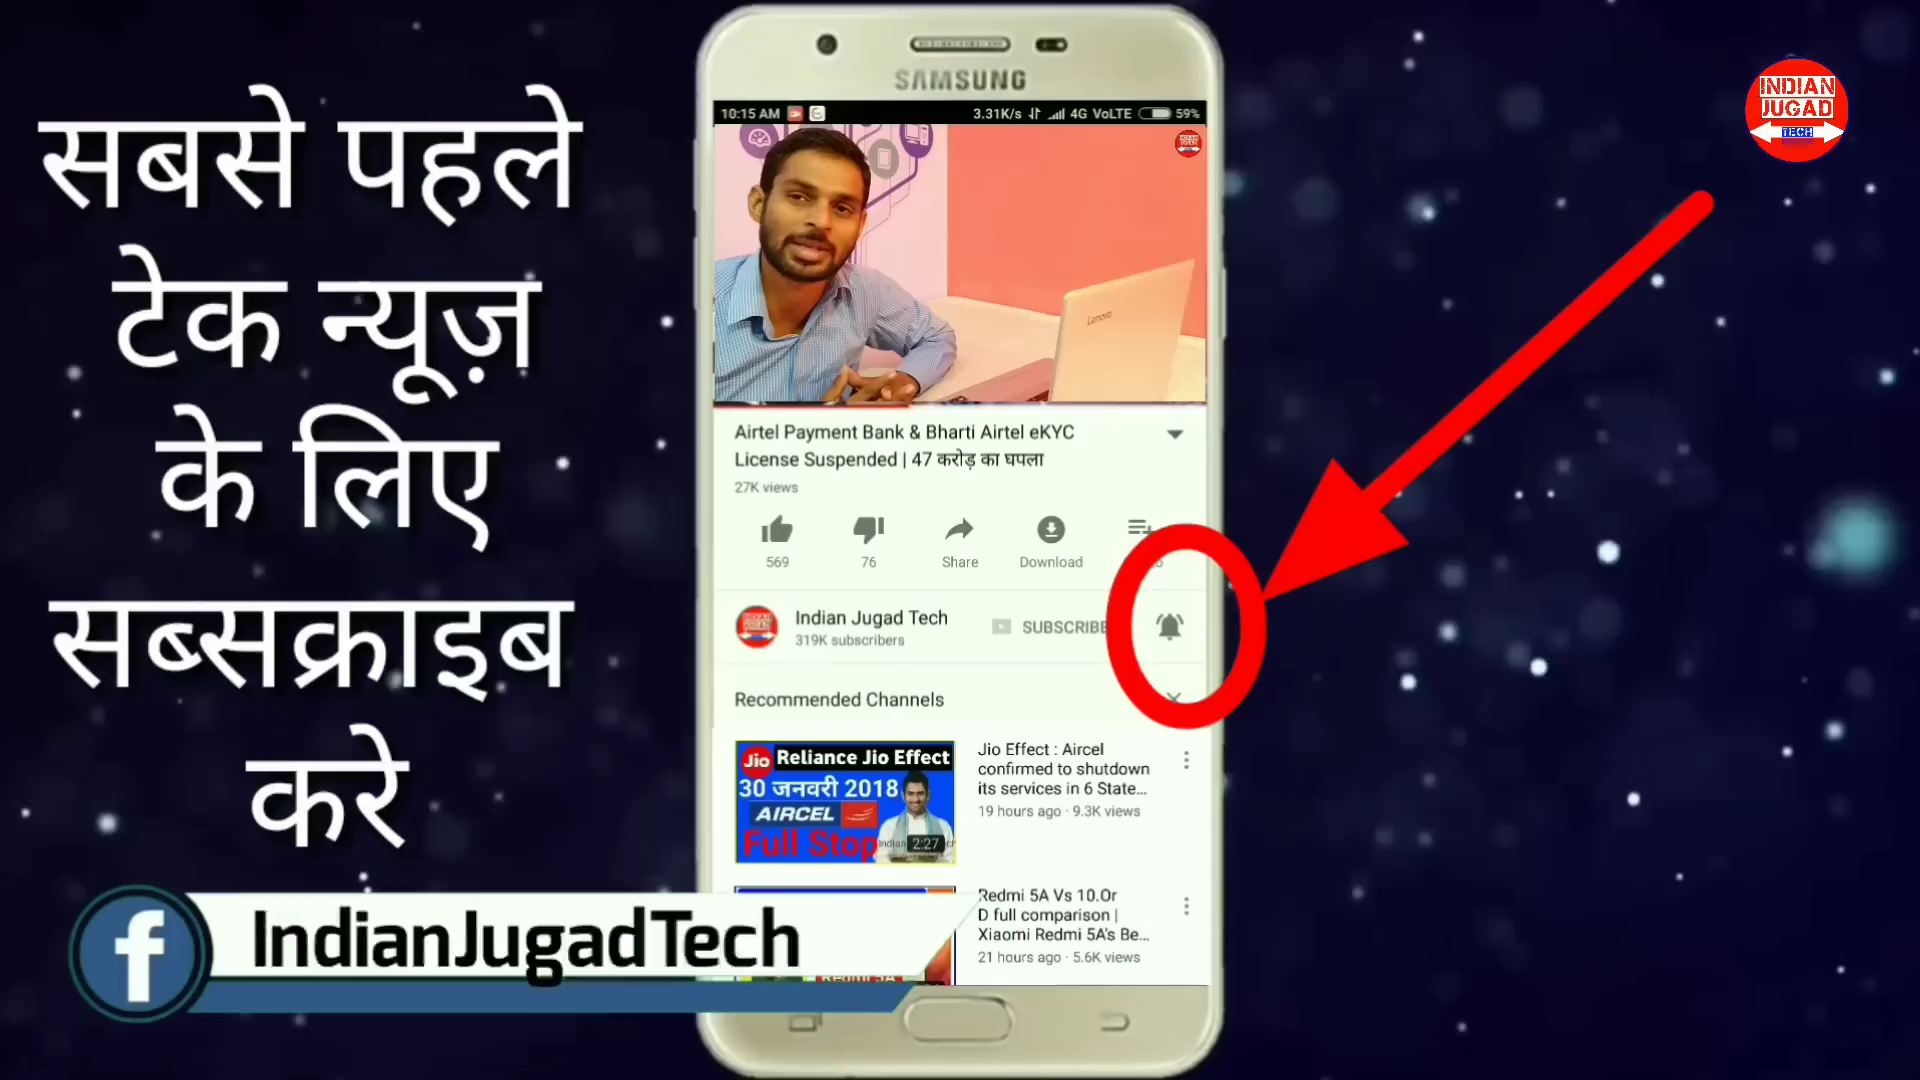 सबसे पहले
टेक न्यूज़
के लिए
सब्सक्राइब
करे
IndianJugadTech
SAMSUNG
10:15 AM
3.31K/s 4G VoLTE 59%
Lenovo
Airtel Payment Bank & Bharti Airtel eKYC
License Suspended | 47 करोड़ का घपला
27K views
569
76
Share
Download
Indian Jugad Tech
319K subscribers
SUBSCRIBE
Recommended Channels
Jio Reliance Jio Effect
30 जनवरी 2018
AIRCEL
Full Stop
2:27
Jio Effect : Aircel
confirmed to shutdown
its services in 6 State...
19 hours ago · 9.3K views
Redmi 5A Vs 10.Or
D full comparison |
Xiaomi Redmi 5A's Be...
21 hours ago · 5.6K views
INDIAN
JUGAD
TECH